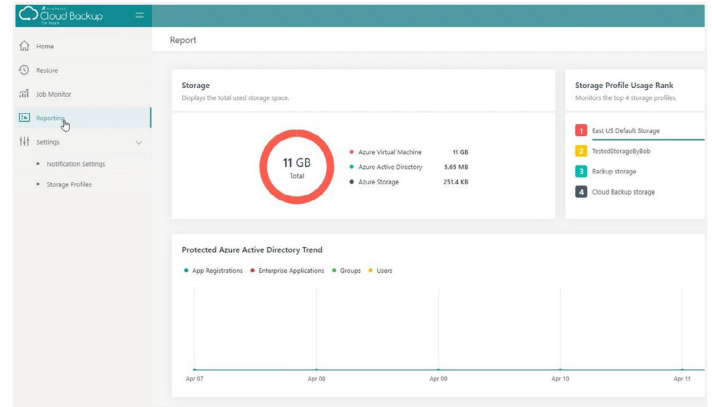 Cloud Backup
for Azure
Home
Restore
Job Monitor
Reporting
Settings
Notification Settings
Storage Profiles
Report
Storage
Displays the total used storage space.
11 GB
Total
Azure Virtual Machine 11 GB
Azure Active Directory 5.65 MB
Azure Storage 251.4 KB
Storage Profile Usage Rank
Monitors the top 4 storage profiles.
1 East US Default Storage
2 TestedStorageByBob
3 Backup storage
4 Cloud Backup storage
Protected Azure Active Directory Trend
App Registrations Enterprise Applications Groups Users
Apr 07 Apr 08 Apr 09 Apr 10 Apr 11